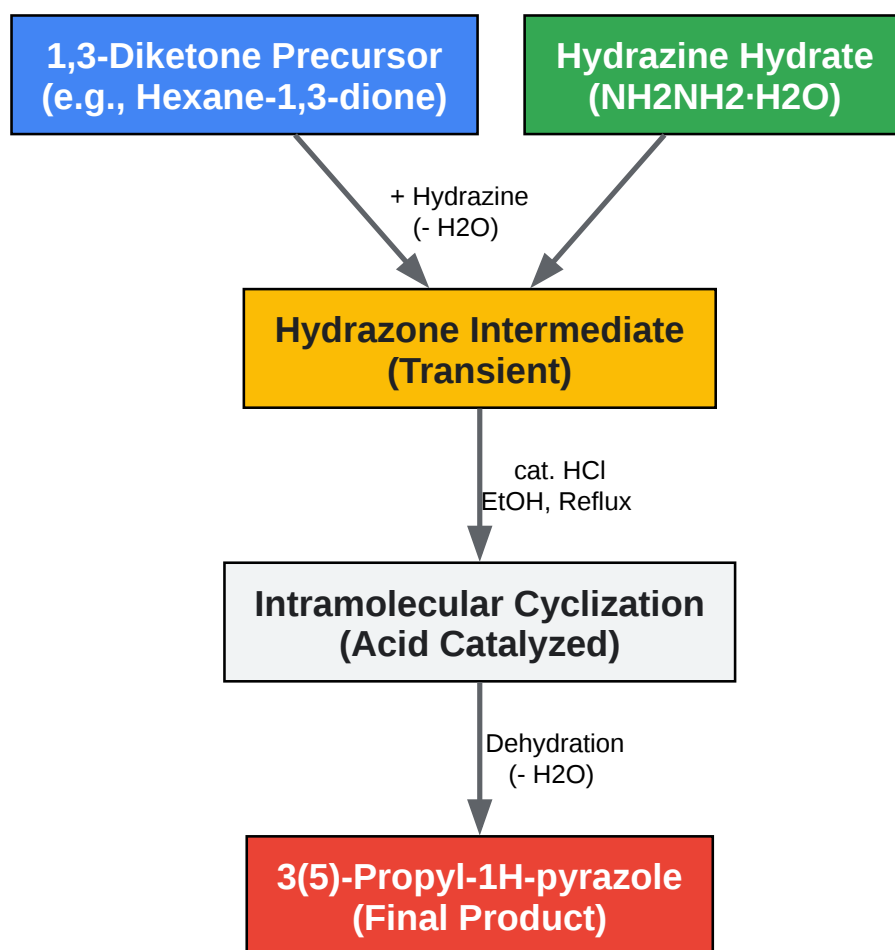 1,3-Diketone Precursor
(e.g., Hexane-1,3-dione)
Hydrazine Hydrate
(NH2NH2·H2O)
+ Hydrazine
(- H2O)
Hydrazone Intermediate
(Transient)
cat. HCl
EtOH, Reflux
Intramolecular Cyclization
(Acid Catalyzed)
Dehydration
(- H2O)
3(5)-Propyl-1H-pyrazole
(Final Product)